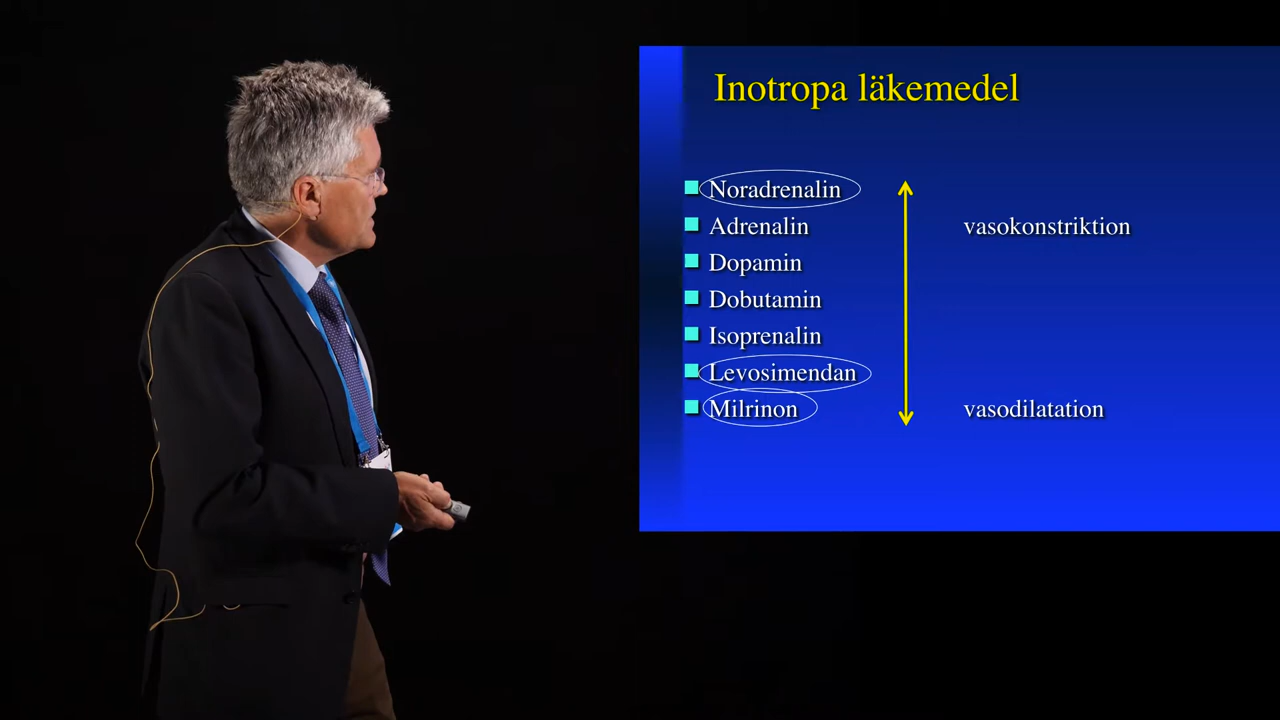 Inotropa läkemedel
Noradrenalin
Adrenalin
vasokonstriktion
Dopamin
Dobutamin
Isoprenalin
Levosimendan
Milrinon
vasodilatation